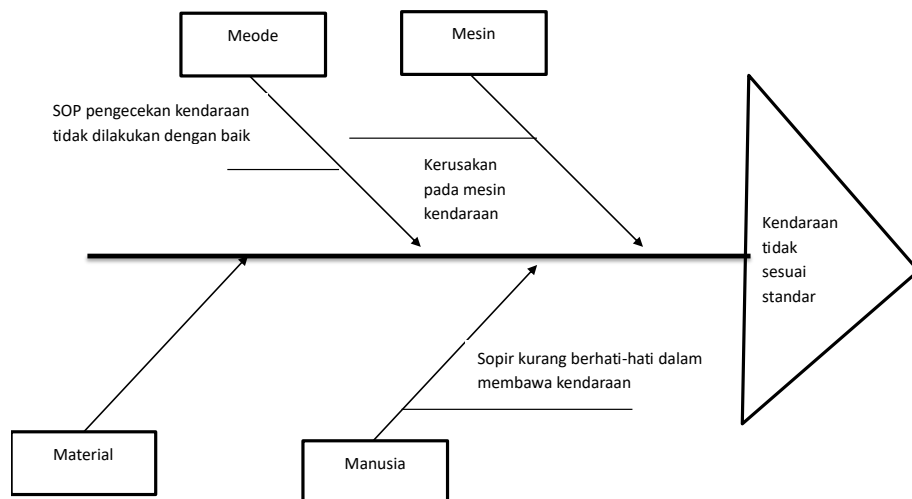 Meode
Mesin
SOP pengecekan kendaraan
tidak dilakukan dengan baik
Kerusakan
pada mesin
kendaraan
Kendaraan
tidak
sesuai
standar
Sopir kurang berhati-hati dalam
membawa kendaraan
Material
Manusia